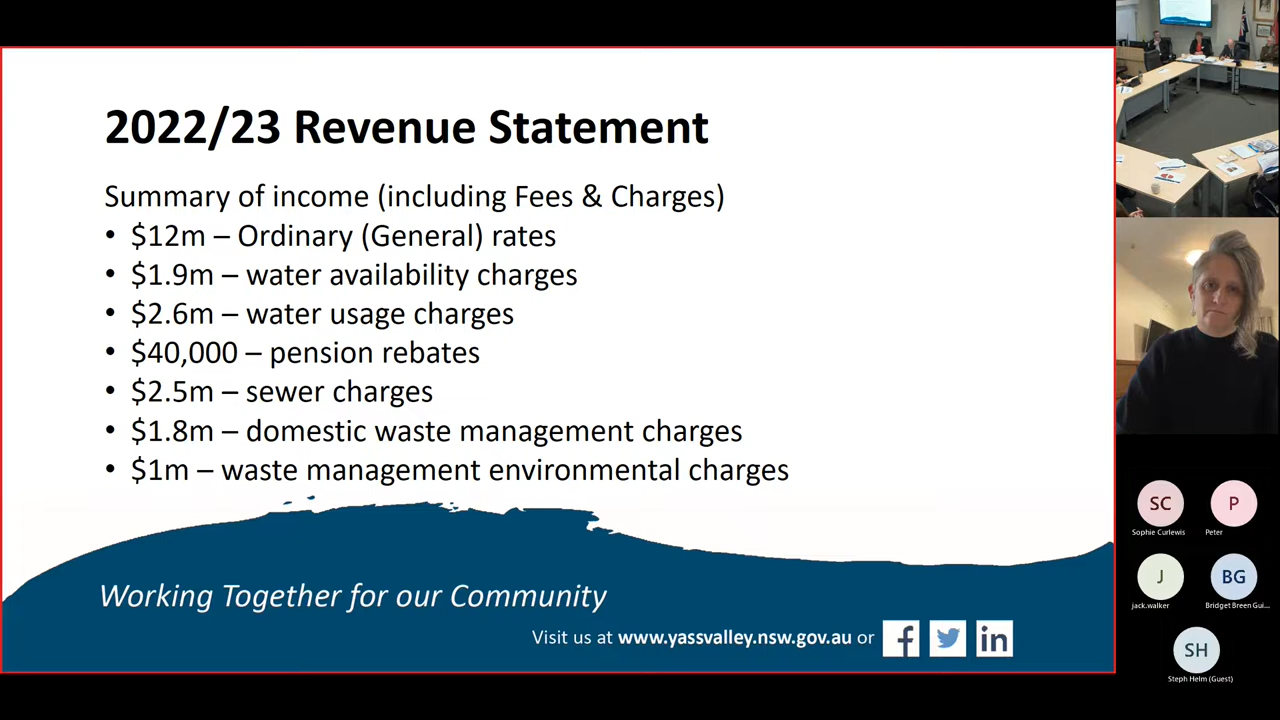 2022/23 Revenue Statement
Summary of income (including Fees & Charges)
• $12m – Ordinary (General) rates
• $1.9m – water availability charges
• $2.6m – water usage charges
• $40,000 – pension rebates
• $2.5m – sewer charges
• $1.8m – domestic waste management charges
• $1m – waste management environmental charges
Working Together for our Community
Visit us at www.yassvalley.nsw.gov.au or
SC
P
Sophie Curlewis
Peter
J
BG
jack.walker
Bridget Breen Gui...
SH
Steph Helm (Guest)